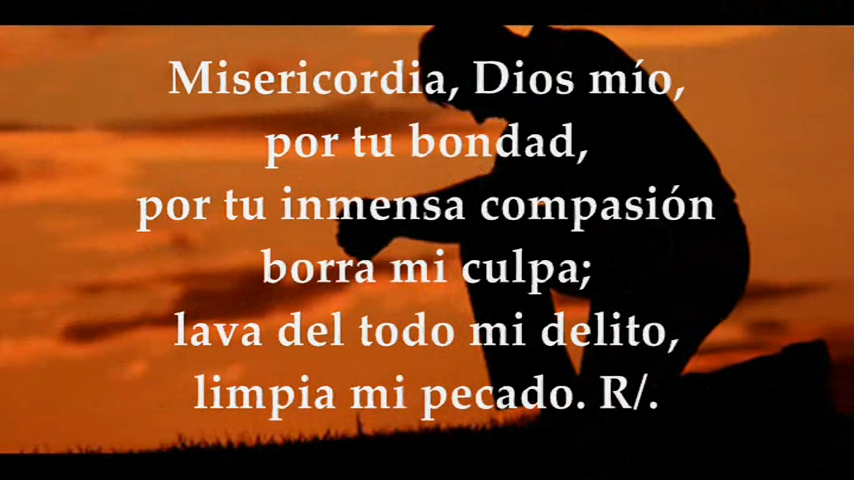 Misericordia, Dios mío,
por tu bondad,
por tu inmensa compasión
borra mi culpa;
lava del todo mi delito,
limpia mi pecado. R/.